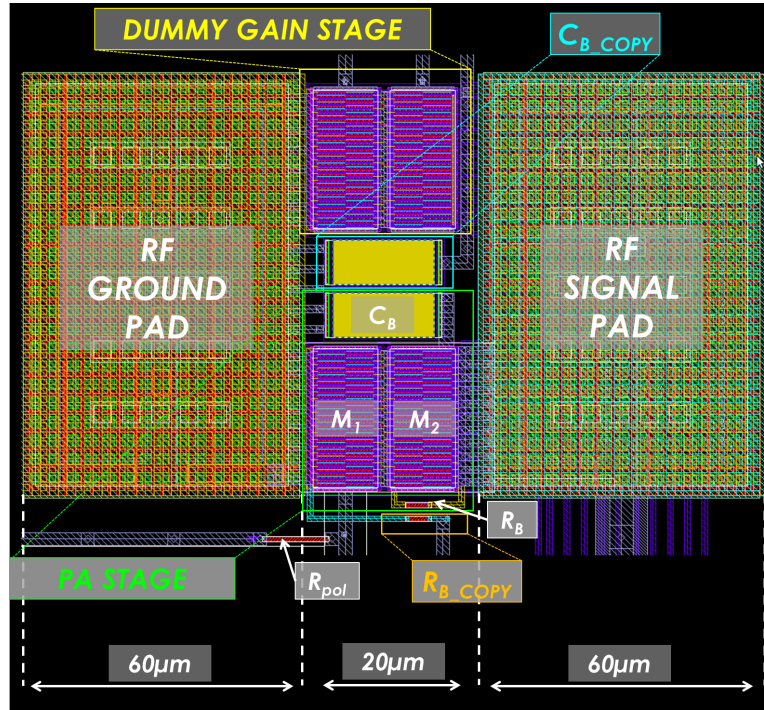 DUMMY GAIN STAGE
C_B_COPY
RF
GROUND
PAD
RF
SIGNAL
PAD
C_B
M_1
M_2
R_B
PA STAGE
R_pol
R_B_COPY
60µm
20µm
60µm